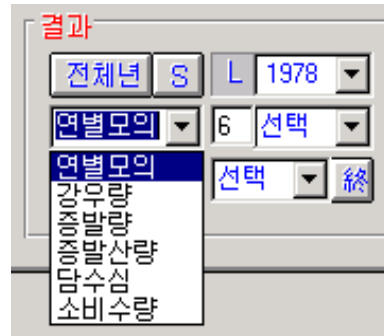 결과
전체년 S L 1978
연별모의 6 선택
연별모의
강우량
선택 終
증발량
증발산량
담수심
소비수량